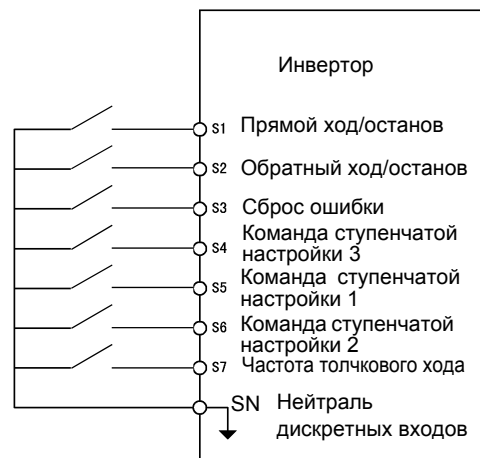 Инвертор
S1 Прямой ход/останов
S2 Обратный ход/останов
S3 Сброс ошибки
S4 Команда ступенчатой
настройки 3
S5 Команда ступенчатой
настройки 1
S6 Команда ступенчатой
настройки 2
S7 Частота толчкового хода
SN Нейтраль
дискретных входов